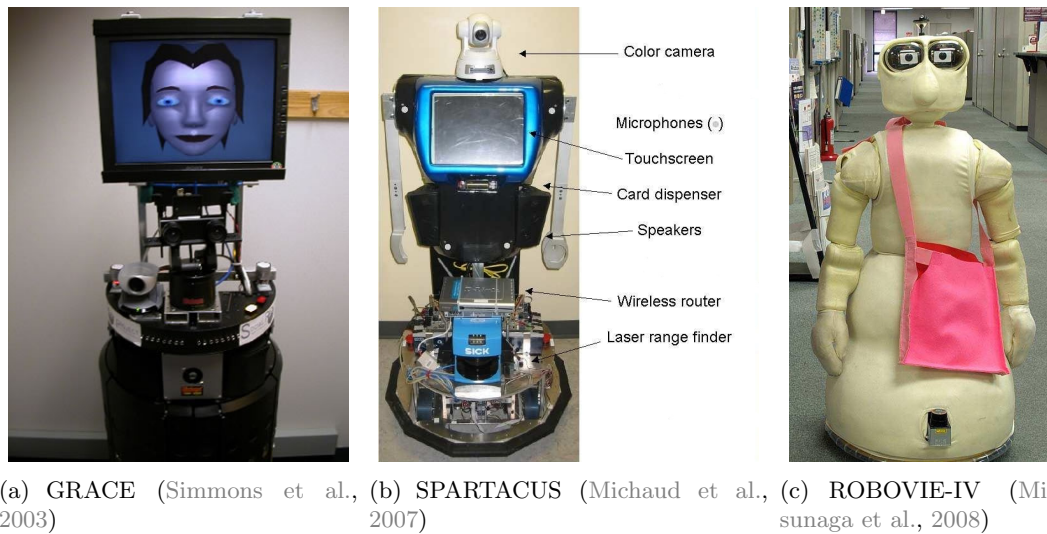 Color camera
Microphones ( )
Touchscreen
Card dispenser
Speakers
Wireless router
Laser range finder
SICK
(a) GRACE (Simmons et al., 2003)
(b) SPARTACUS (Michaud et al., 2007)
(c) ROBOVIE-IV (Mi
sunaga et al., 2008)